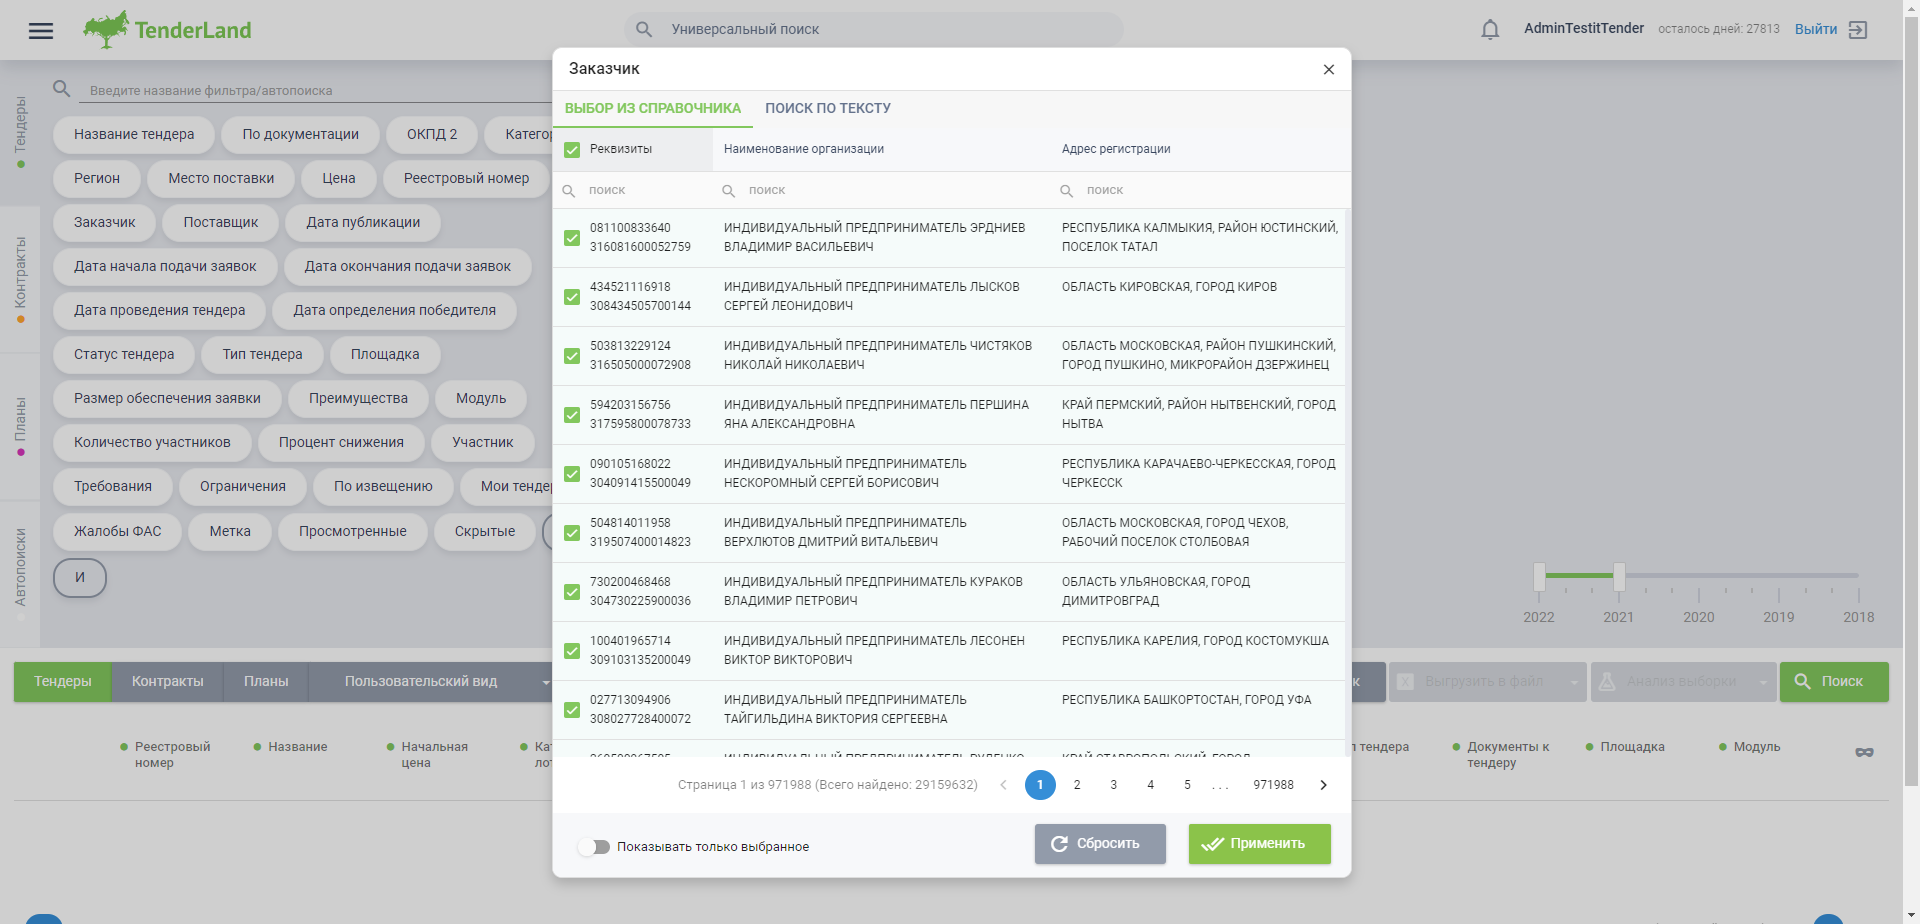 TenderLand
Универсальный поиск
AdminTestitTender
осталось дней: 27813
Выйти
Введите название фильтра/автопоиска
Тендеры
Контракты
Планы
Автопоиски
Название тендера
По документации
ОКПД 2
Категор
Регион
Место поставки
Цена
Реестровый номер
Заказчик
Поставщик
Дата публикации
Дата начала подачи заявок
Дата окончания подачи заявок
Дата проведения тендера
Дата определения победителя
Статус тендера
Тип тендера
Площадка
Размер обеспечения заявки
Преимущества
Модуль
Количество участников
Процент снижения
Участник
Требования
Ограничения
По извещению
Мои тендер
Жалобы ФАС
Метка
Просмотренные
Скрытые
И
Заказчик
ВЫБОР ИЗ СПРАВОЧНИКА
ПОИСК ПО ТЕКСТУ
Реквизиты
Наименование организации
Адрес регистрации
поиск
поиск
поиск
081100833640
316081600052759
ИНДИВИДУАЛЬНЫЙ ПРЕДПРИНИМАТЕЛЬ ЭРДНИЕВ
ВЛАДИМИР ВАСИЛЬЕВИЧ
РЕСПУБЛИКА КАЛМЫКИЯ, РАЙОН ЮСТИНСКИЙ,
ПОСЕЛОК ТАТАЛ
434521116918
308434505700144
ИНДИВИДУАЛЬНЫЙ ПРЕДПРИНИМАТЕЛЬ ЛЫСКОВ
СЕРГЕЙ ЛЕОНИДОВИЧ
ОБЛАСТЬ КИРОВСКАЯ, ГОРОД КИРОВ
503813229124
316505000072908
ИНДИВИДУАЛЬНЫЙ ПРЕДПРИНИМАТЕЛЬ ЧИСТЯКОВ
НИКОЛАЙ НИКОЛАЕВИЧ
ОБЛАСТЬ МОСКОВСКАЯ, РАЙОН ПУШКИНСКИЙ,
ГОРОД ПУШКИНО, МИКРОРАЙОН ДЗЕРЖИНЕЦ
594203156756
317595800078733
ИНДИВИДУАЛЬНЫЙ ПРЕДПРИНИМАТЕЛЬ ПЕРШИНА
ЯНА АЛЕКСАНДРОВНА
КРАЙ ПЕРМСКИЙ, РАЙОН НЫТВЕНСКИЙ, ГОРОД
НЫТВА
090105168022
304091415500049
ИНДИВИДУАЛЬНЫЙ ПРЕДПРИНИМАТЕЛЬ
НЕСКОРОМНЫЙ СЕРГЕЙ БОРИСОВИЧ
РЕСПУБЛИКА КАРАЧАЕВО-ЧЕРКЕССКАЯ, ГОРОД
ЧЕРКЕССК
504814011958
319507400014823
ИНДИВИДУАЛЬНЫЙ ПРЕДПРИНИМАТЕЛЬ
ВЕРХЛЮТОВ ДМИТРИЙ ВИТАЛЬЕВИЧ
ОБЛАСТЬ МОСКОВСКАЯ, ГОРОД ЧЕХОВ,
РАБОЧИЙ ПОСЕЛОК СТОЛБОВАЯ
730200468468
304730225900036
ИНДИВИДУАЛЬНЫЙ ПРЕДПРИНИМАТЕЛЬ КУРАКОВ
ВЛАДИМИР ПЕТРОВИЧ
ОБЛАСТЬ УЛЬЯНОВСКАЯ, ГОРОД
ДИМИТРОВГРАД
100401965714
309103135200049
ИНДИВИДУАЛЬНЫЙ ПРЕДПРИНИМАТЕЛЬ ЛЕСОНЕН
ВИКТОР ВИКТОРОВИЧ
РЕСПУБЛИКА КАРЕЛИЯ, ГОРОД КОСТОМУКША
027713094906
308027728400072
ИНДИВИДУАЛЬНЫЙ ПРЕДПРИНИМАТЕЛЬ
ТАЙГИЛЬДИНА ВИКТОРИЯ СЕРГЕЕВНА
РЕСПУБЛИКА БАШКОРТОСТАН, ГОРОД УФА
Страница 1 из 971988 (Всего найдено: 29159632)
1 2 3 4 5 ... 971988
Показывать только выбранное
Сбросить
Применить
2022 2021 2020 2019 2018
Тендеры
Контракты
Планы
Пользовательский вид
к
Выгрузить в файл
Анализ выборки
Поиск
Реестровый
номер
Название
Начальная
цена
Кат
лот
п тендера
Документы к
тендеру
Площадка
Модуль